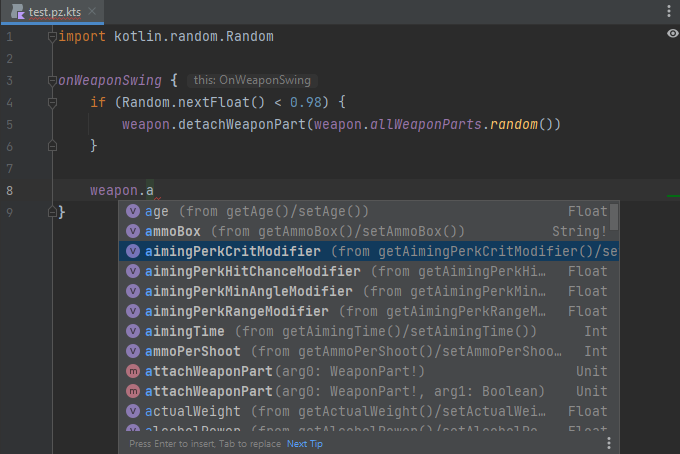 test.pz.kts
1 import kotlin.random.Random
2
3 onWeaponSwing { this: OnWeaponSwing
4 if (Random.nextFloat() < 0.98) {
5 weapon.detachWeaponPart(weapon.allWeaponParts.random())
6 }
7
8 weapon.a
9 }
age (from getAge()/setAge()) Float
ammoBox (from getAmmoBox()/setAmmoBox()) String!
aimingPerkCritModifier (from getAimingPerkCritModifier()/se
aimingPerkHitChanceModifier (from getAimingPerkHi... Float
aimingPerkMinAngleModifier (from getAimingPerkMin... Float
aimingPerkRangeModifier (from getAimingPerkRangeM... Float
aimingTime (from getAimingTime()/setAimingTime()) Int
ammoPerShoot (from getAmmoPerShoot()/setAmmoPerShoo... Int
attachWeaponPart(arg0: WeaponPart!) Unit
attachWeaponPart(arg0: WeaponPart!, arg1: Boolean) Unit
actualWeight (from getActualWeight()/setActualWei... Float
alcoholPower (from getAlcoholPower()/setAlcoholPo... Float
Press Enter to insert, Tab to replace Next Tip